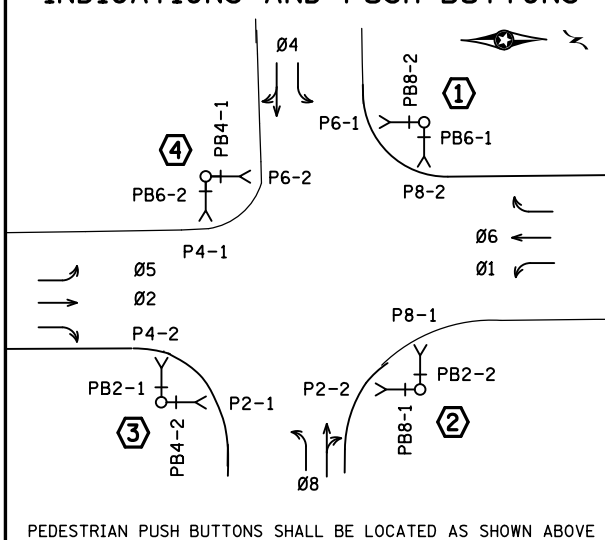 INDICATIONS AND PUSH BUTTONS
Ø4
PB8-2
1
P6-1
PB6-1
P8-2
4
PB4-1
P6-2
PB6-2
P4-1
Ø6
Ø1
Ø5
Ø2
P4-2
P8-1
PB2-1
P2-1
3
PB4-2
P2-2
PB2-2
PB8-1
2
Ø8
PEDESTRIAN PUSH BUTTONS SHALL BE LOCATED AS SHOWN ABOVE